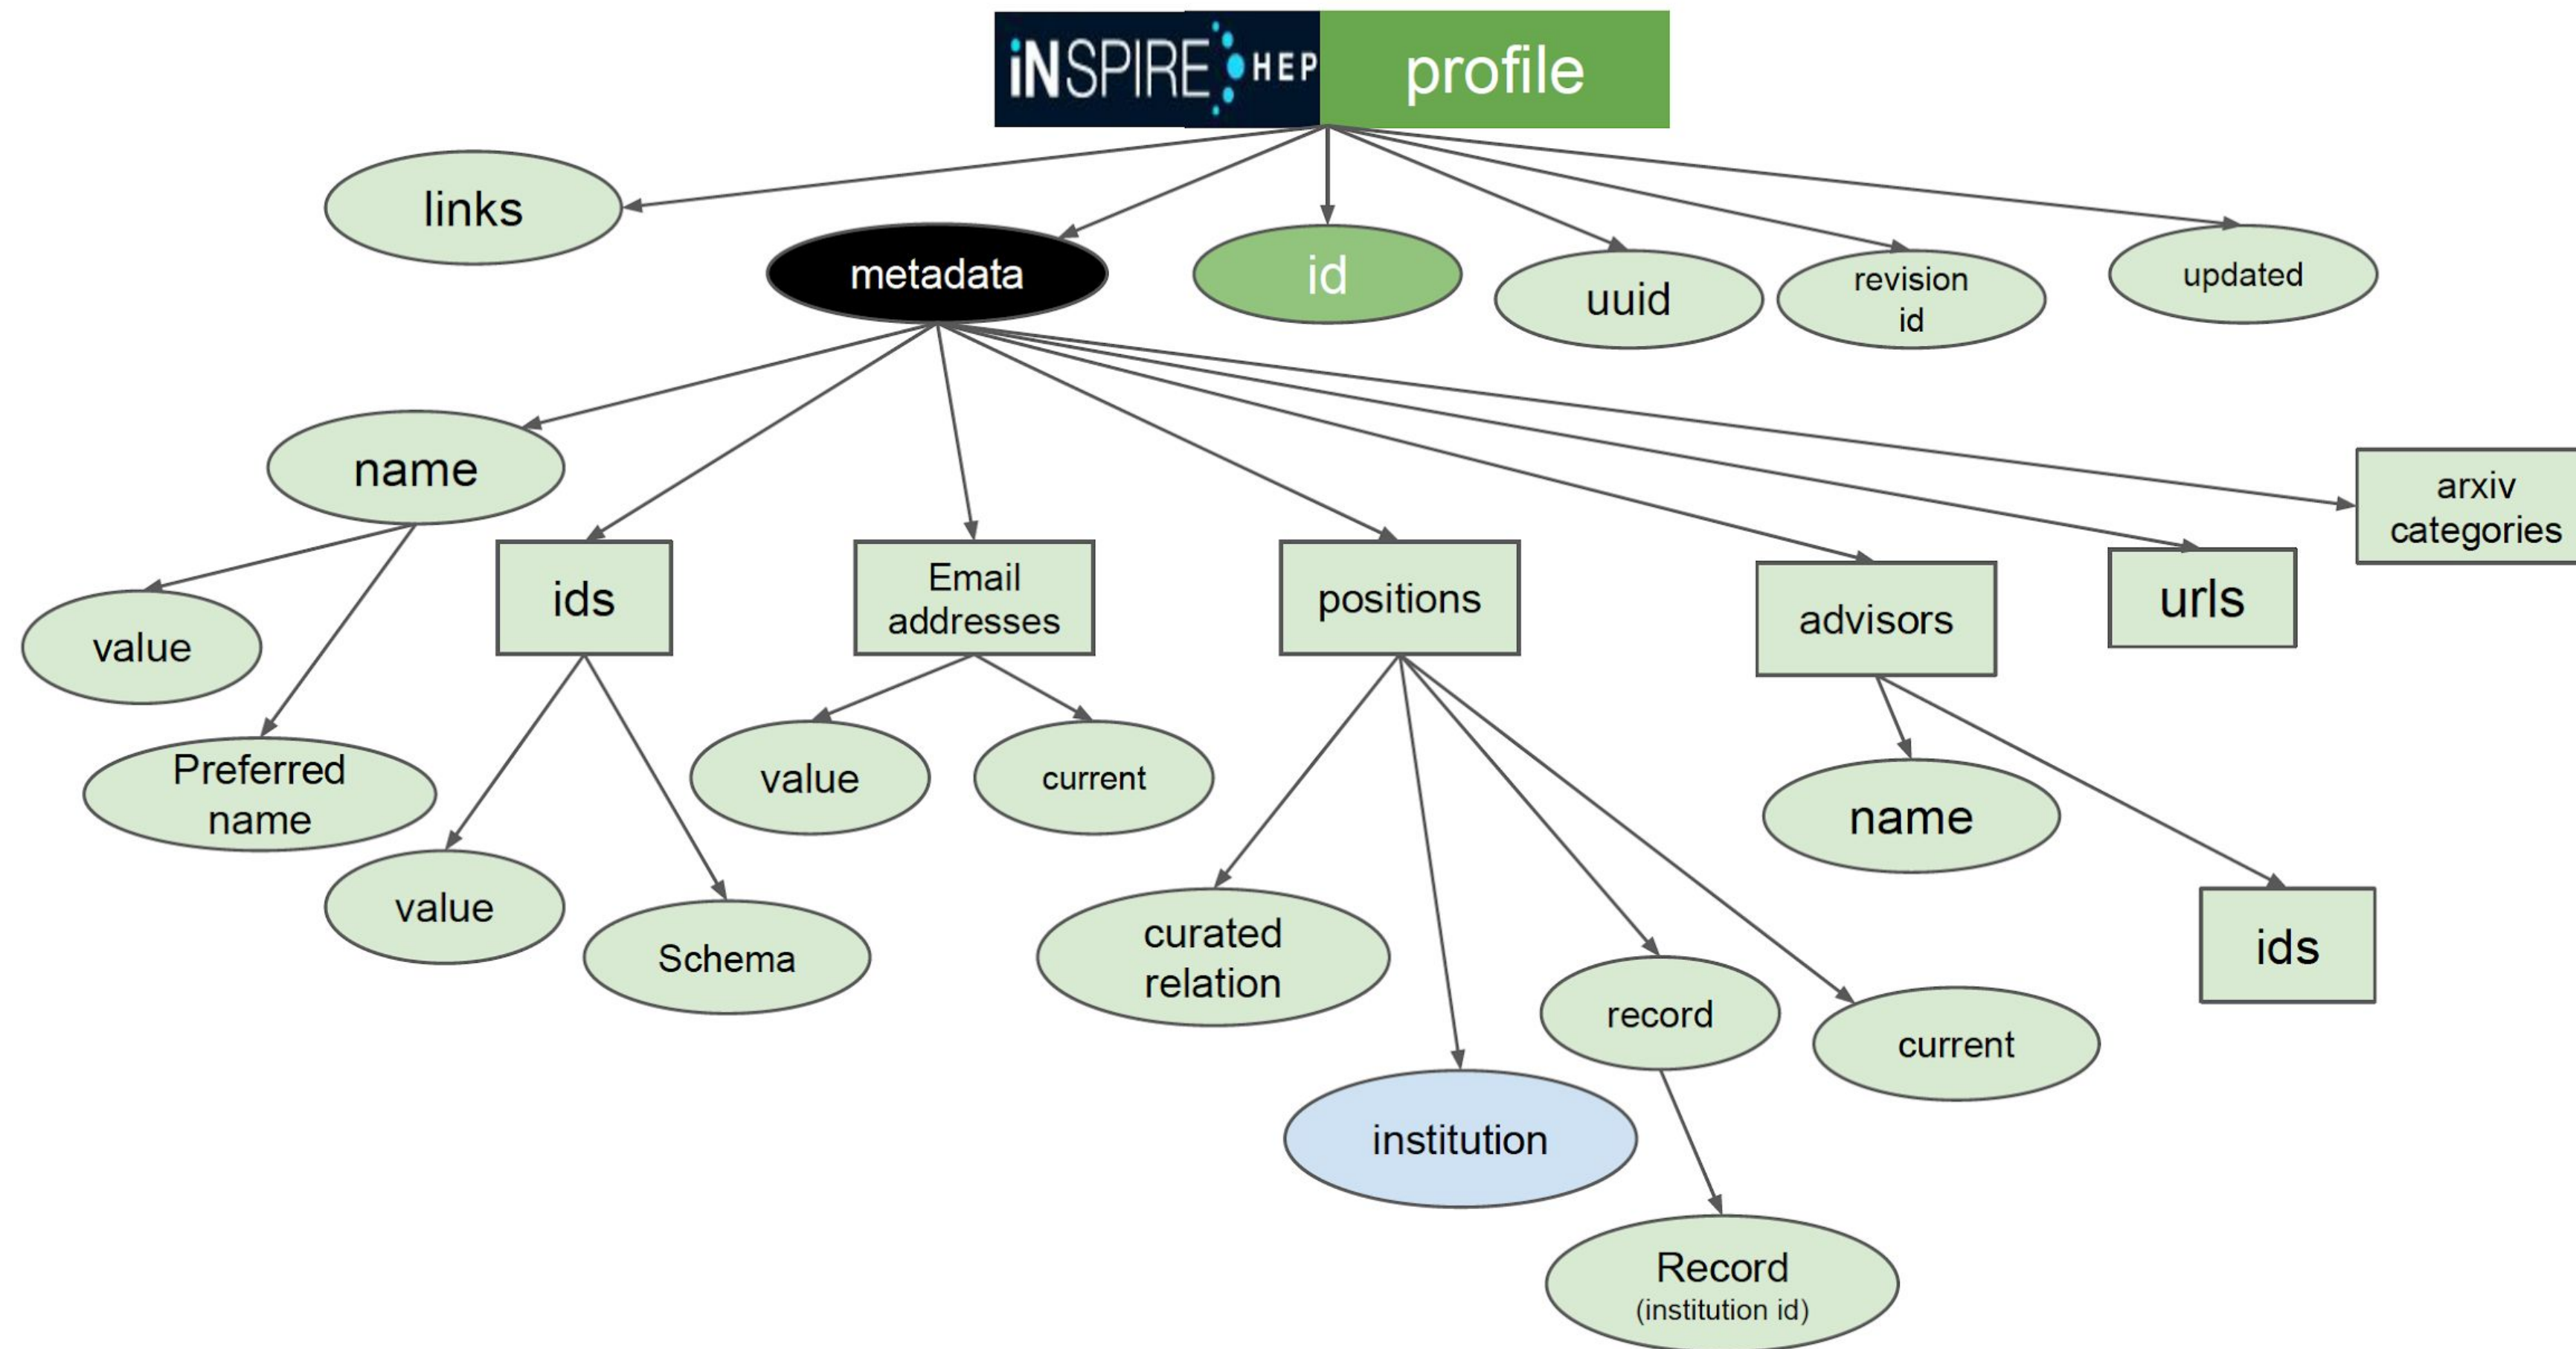 iNSPIRE HEP
profile
links
metadata
id
uuid
revision
id
updated
name
ids
Email
addresses
positions
advisors
urls
arxiv
categories
value
Preferred
name
value
Schema
value
current
curated
relation
institution
record
current
name
ids
Record
(institution id)